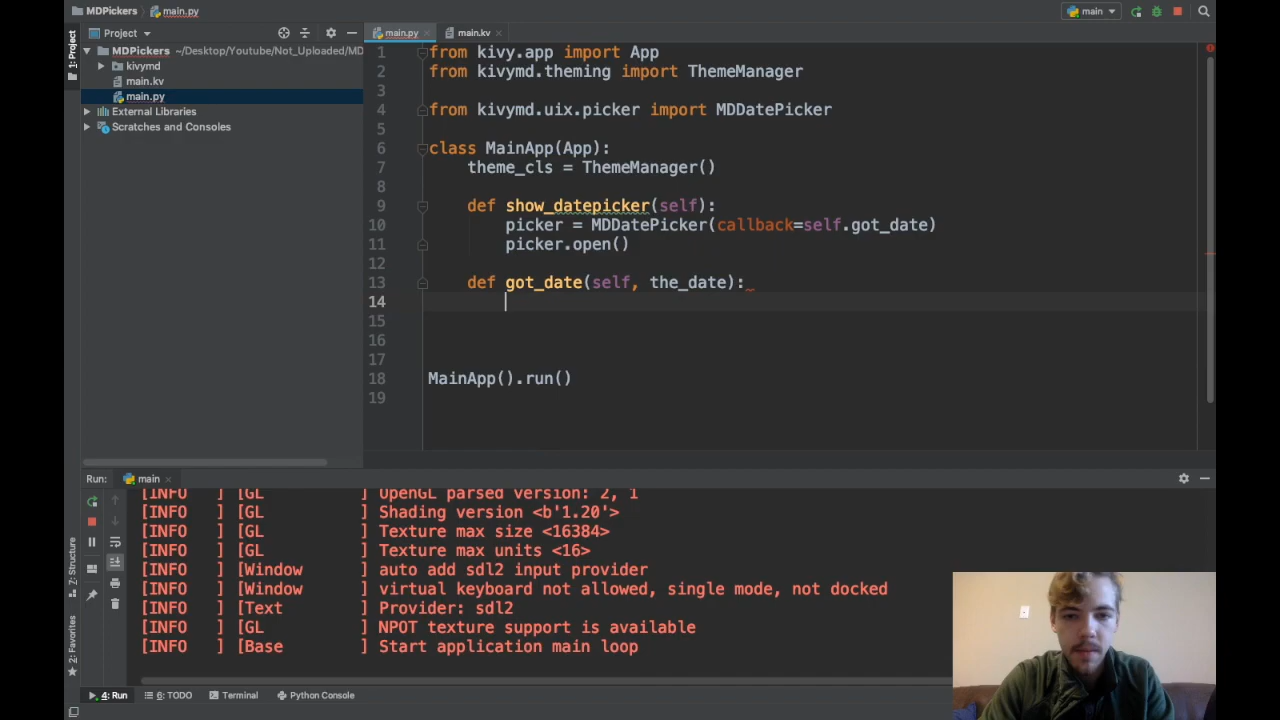 MDPickers main.py
main
Project
main.py
main.kv
1: Project
MDPickers ~/Desktop/Youtube/Not_Uploaded/MD
kivymd
main.kv
main.py
External Libraries
Scratches and Consoles
1 from kivy.app import App
2 from kivymd.theming import ThemeManager
3
4 from kivymd.uix.picker import MDDatePicker
5
6 class MainApp(App):
7 theme_cls = ThemeManager()
8
9 def show_datepicker(self):
10 picker = MDDatePicker(callback=self.got_date)
11 picker.open()
12
13 def got_date(self, the_date):
14
15
16
17
18 MainApp().run()
19
Run: main
[INFO ] [GL ] OpenGL parsed version: 2, 1
[INFO ] [GL ] Shading version <b'1.20'>
[INFO ] [GL ] Texture max size <16384>
[INFO ] [GL ] Texture max units <16>
[INFO ] [Window ] auto add sdl2 input provider
[INFO ] [Window ] virtual keyboard not allowed, single mode, not docked
[INFO ] [Text ] Provider: sdl2
[INFO ] [GL ] NPOT texture support is available
[INFO ] [Base ] Start application main loop
Z: Structure
2: Favorites
4: Run 6: TODO Terminal Python Console